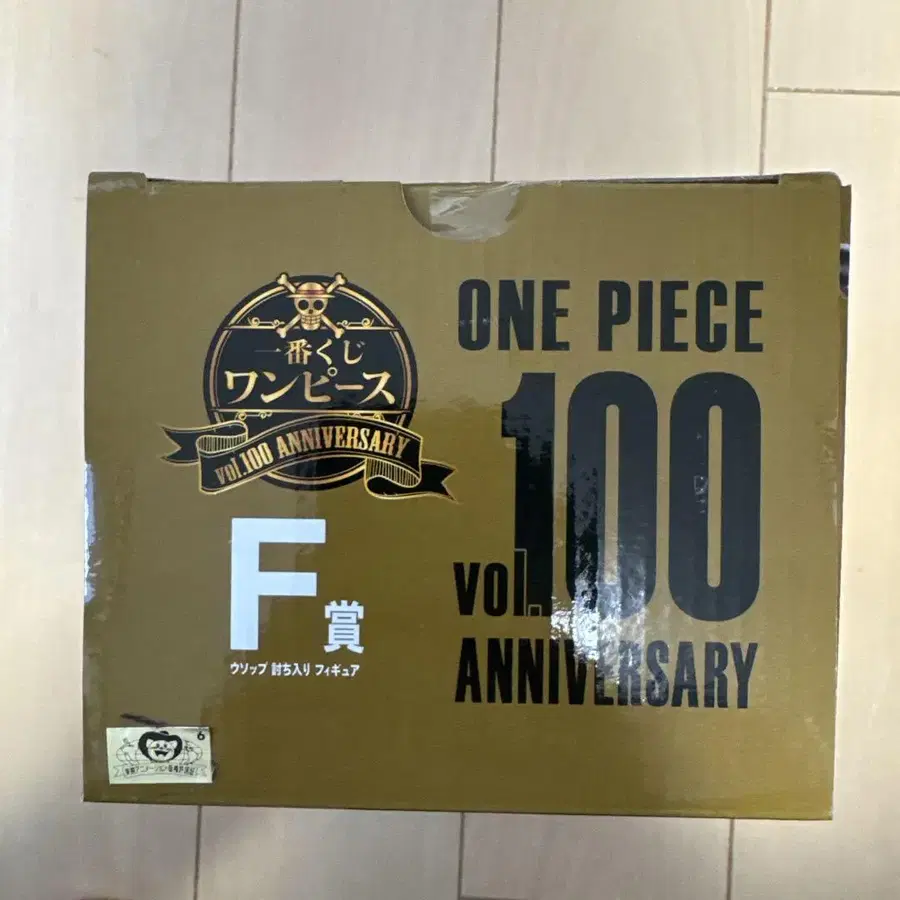 一番くじ
ワンピース
vol.100 ANNIVERSARY
F賞
ウソップ 討ち入り フィギュア
ONE PIECE
vol.100
ANNIVERSARY
6